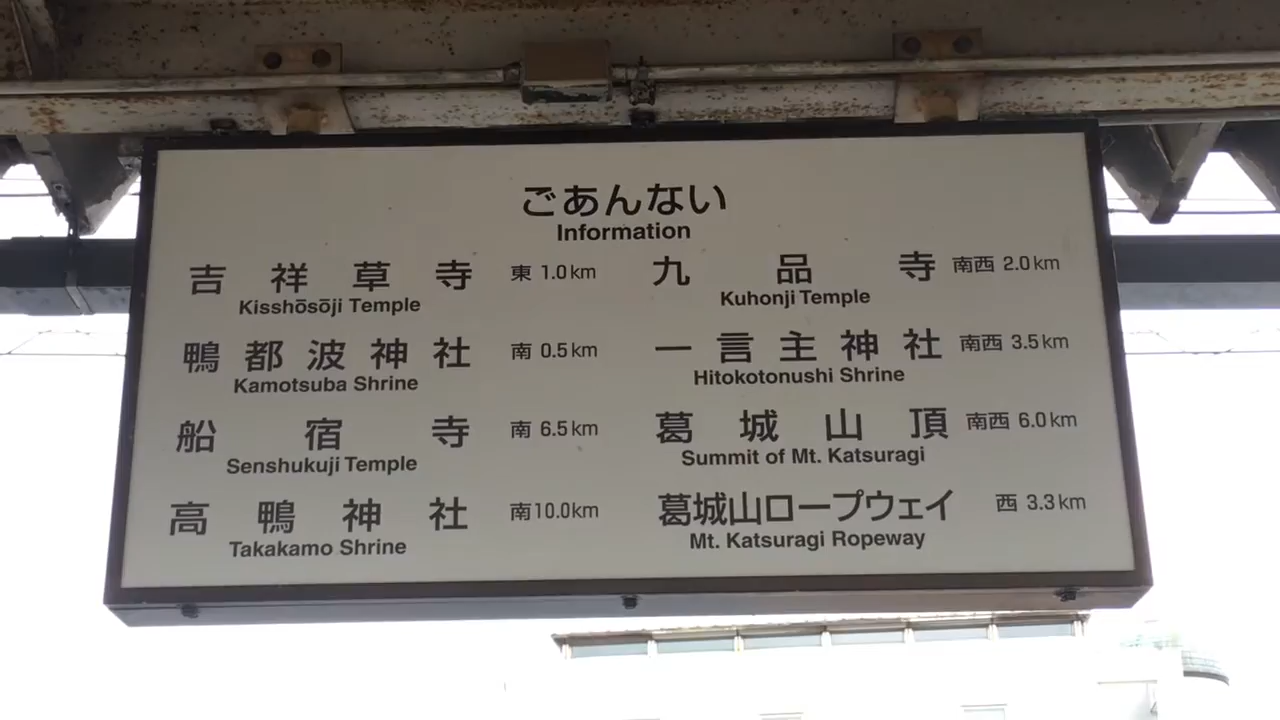 ごあんない
Information
吉祥草寺 東 1.0km
Kisshōsōji Temple
鴨都波神社 南 0.5km
Kamotsuba Shrine
船宿寺 南 6.5km
Senshukuji Temple
高鴨神社 南10.0km
Takakamo Shrine
九品寺 南西 2.0km
Kuhonji Temple
一言主神社 南西 3.5km
Hitokotonushi Shrine
葛城山頂 南西 6.0km
Summit of Mt. Katsuragi
葛城山ロープウェイ 西 3.3km
Mt. Katsuragi Ropeway